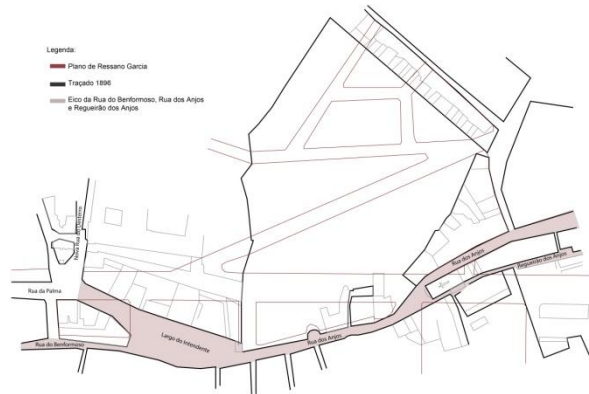 Legenda:
Plano de Ressano Garcia
Traçado 1896
Eico da Rua do Benformoso, Rua dos Anjos
e Regueirão dos Anjos
Rua da Palma
Rua do Benformoso
Largo do Intendente
Rua dos Anjos
Rua dos Anjos
Regueirão dos Anjos